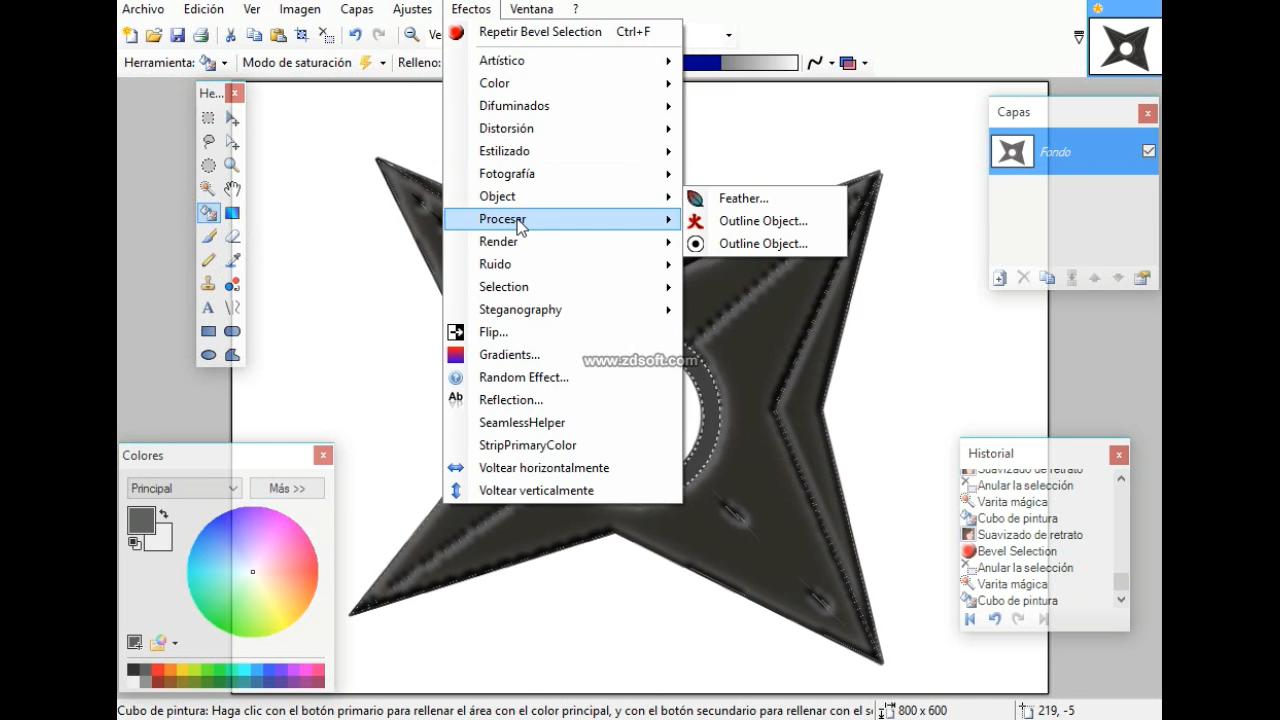 Archivo Edición Ver Imagen Capas Ajustes Efectos Ventana ?
Ve
Herramienta: Modo de saturación Relleno:
He...
Repetir Bevel Selection Ctrl+F
Artístico
Color
Difuminados
Distorsión
Estilizado
Fotografía
Object
Procesar
Render
Ruido
Selection
Steganography
Flip...
Gradients...
Random Effect...
Ab Reflection...
SeamlessHelper
StripPrimaryColor
Voltear horizontalmente
Voltear verticalmente
Feather...
Outline Object...
Outline Object...
www.zdsoft.com
Capas
Fondo
Colores
Principal Más >>
Historial
Suavizado de retrato
Anular la selección
Varita mágica
Cubo de pintura
Suavizado de retrato
Bevel Selection
Anular la selección
Varita mágica
Cubo de pintura
Cubo de pintura: Haga clic con el botón primario para rellenar el área con el color principal, y con el botón secundario para rellenar con el s 800 x 600 219, -5